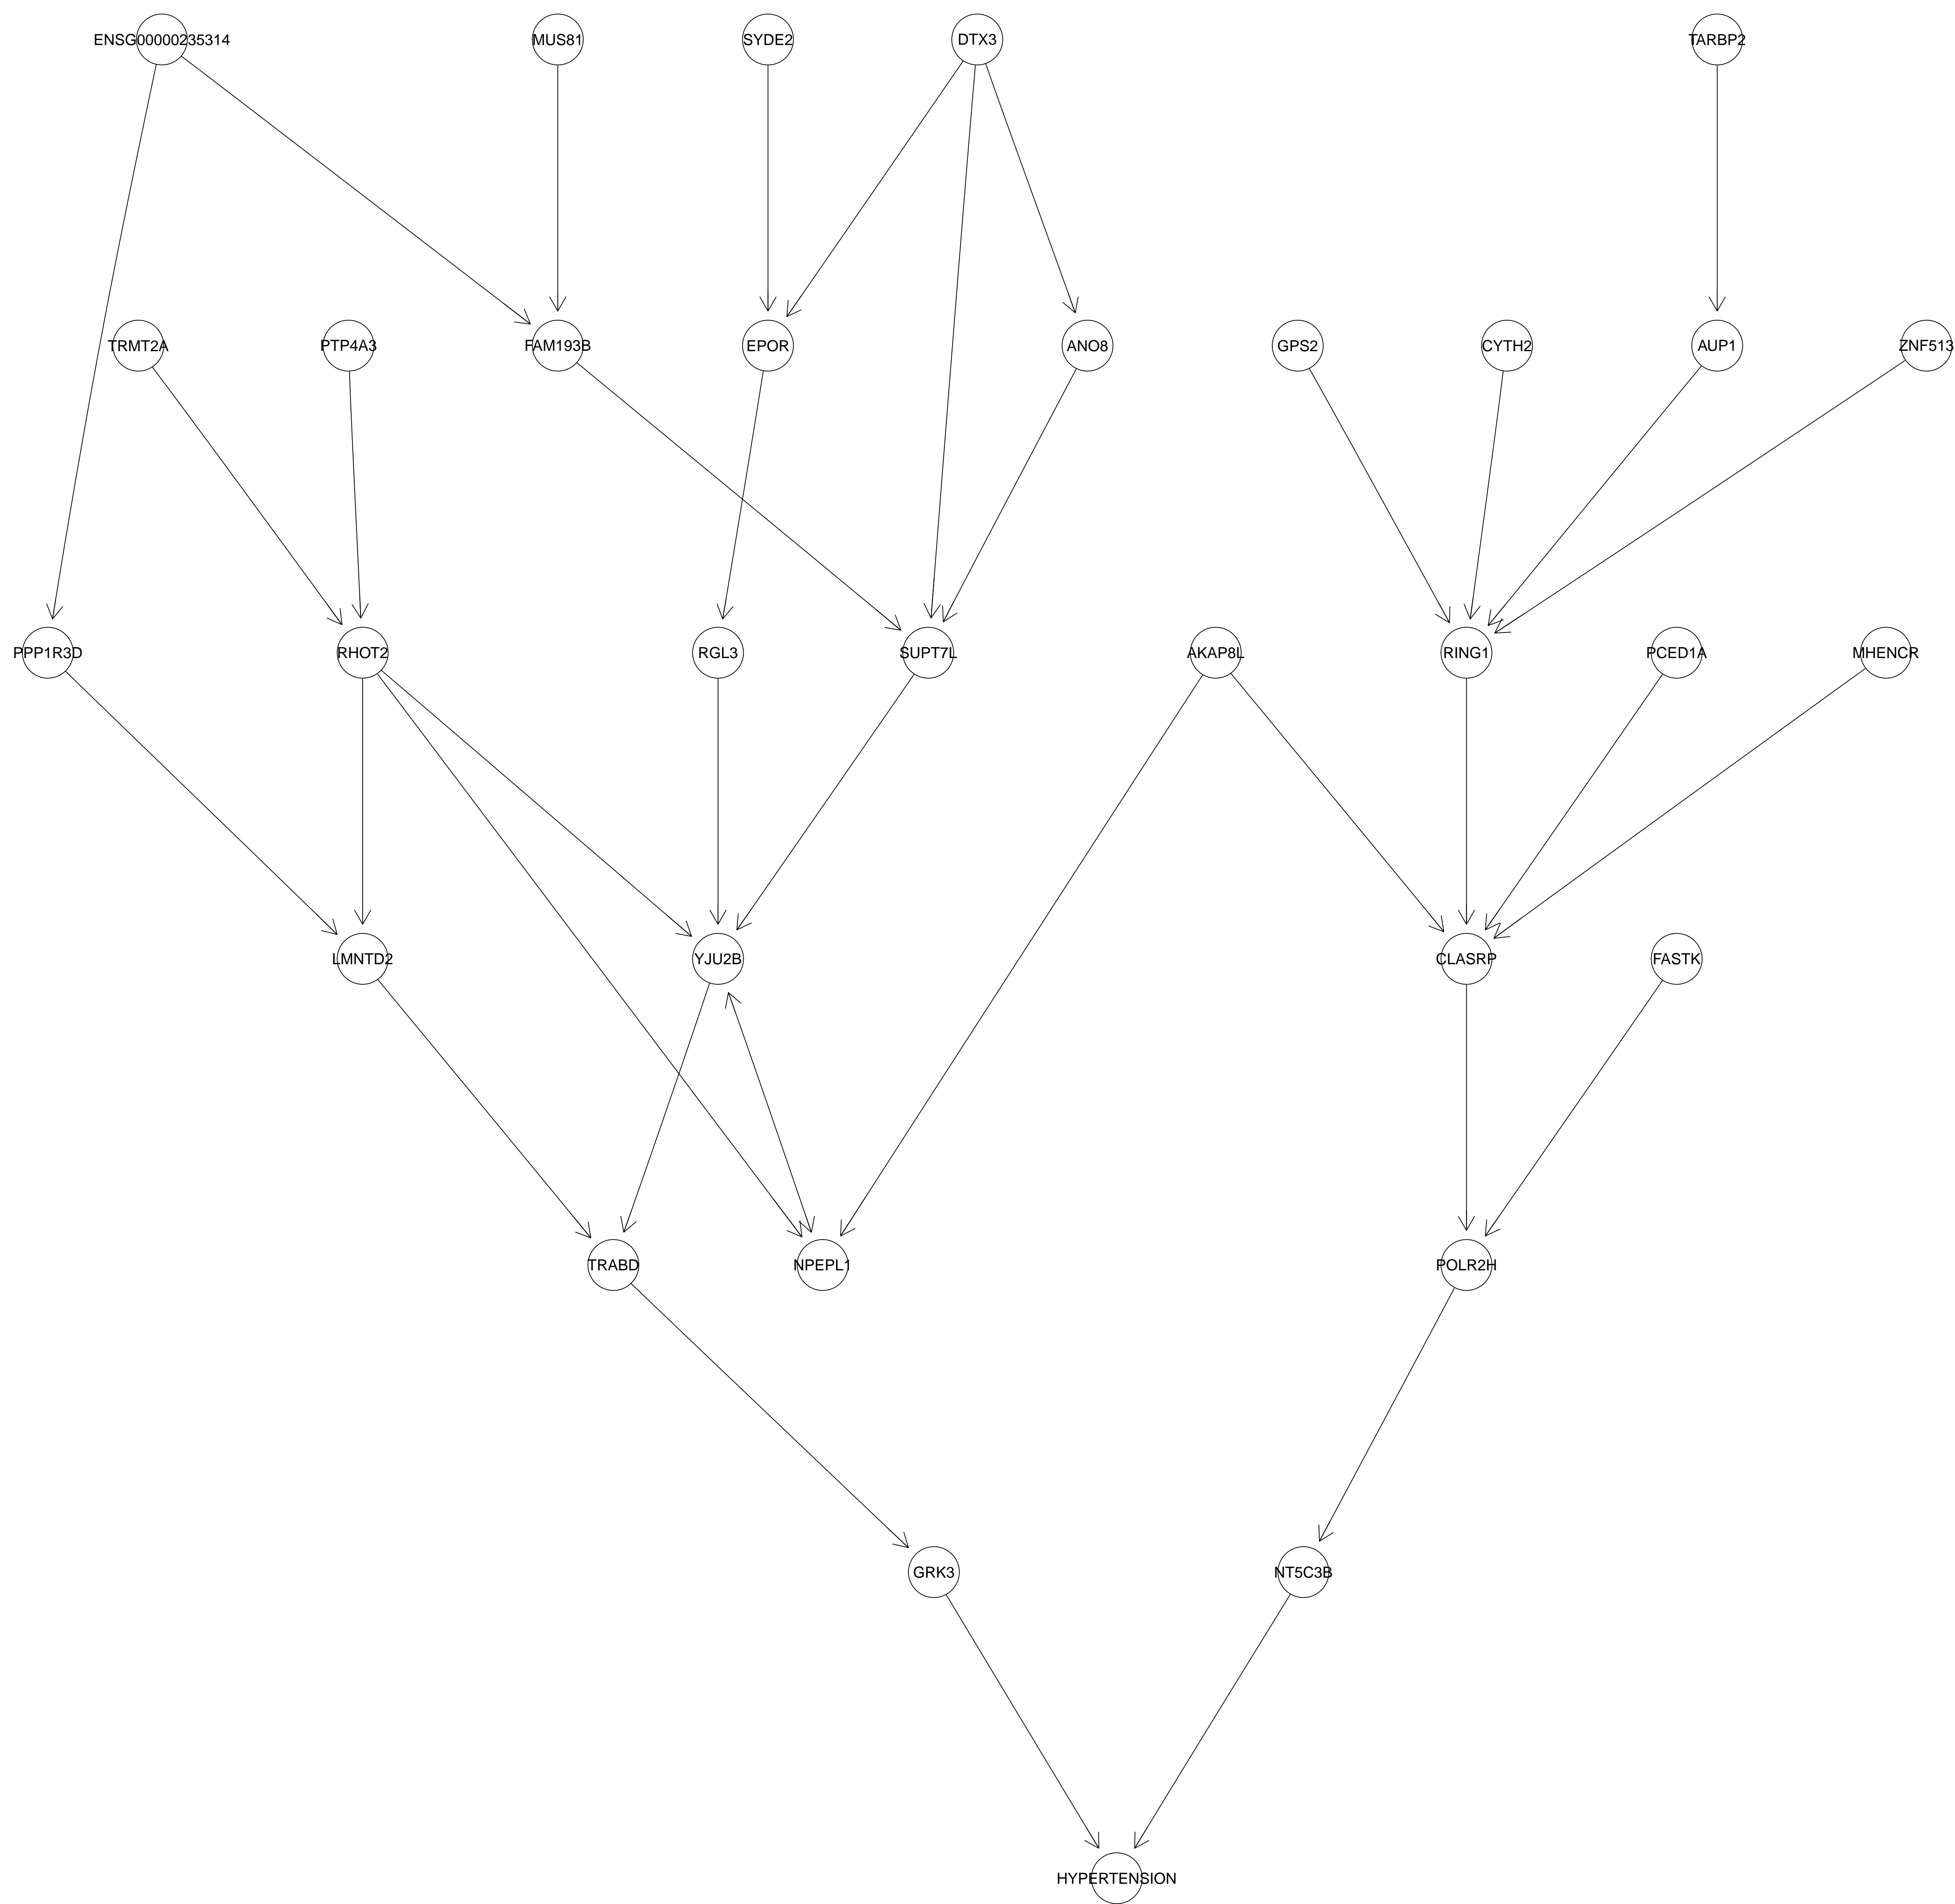 ENSG00000235314
MUS81
SYDE2
DTX3
TARBP2
TRMT2A
PTP4A3
FAM193B
EPOR
ANO8
GPS2
CYTH2
AUP1
ZNF513
PPP1R3D
RHOT2
RGL3
SUPT7L
AKAP8L
RING1
PCED1A
MHENCR
LMNTD2
YJU2B
CLASRP
FASTK
TRABD
NPEPL1
POLR2H
GRK3
NT5C3B
HYPERTENSION